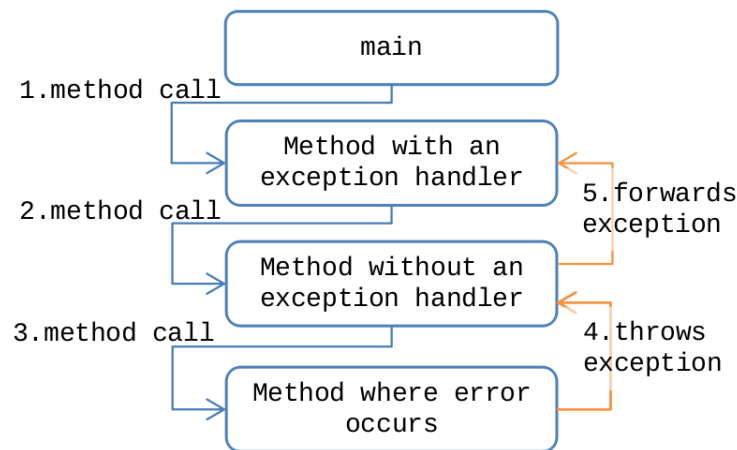 main
1.method call
Method with an
exception handler
5.forwards
exception
2.method call
Method without an
exception handler
3.method call
4.throws
exception
Method where error
occurs